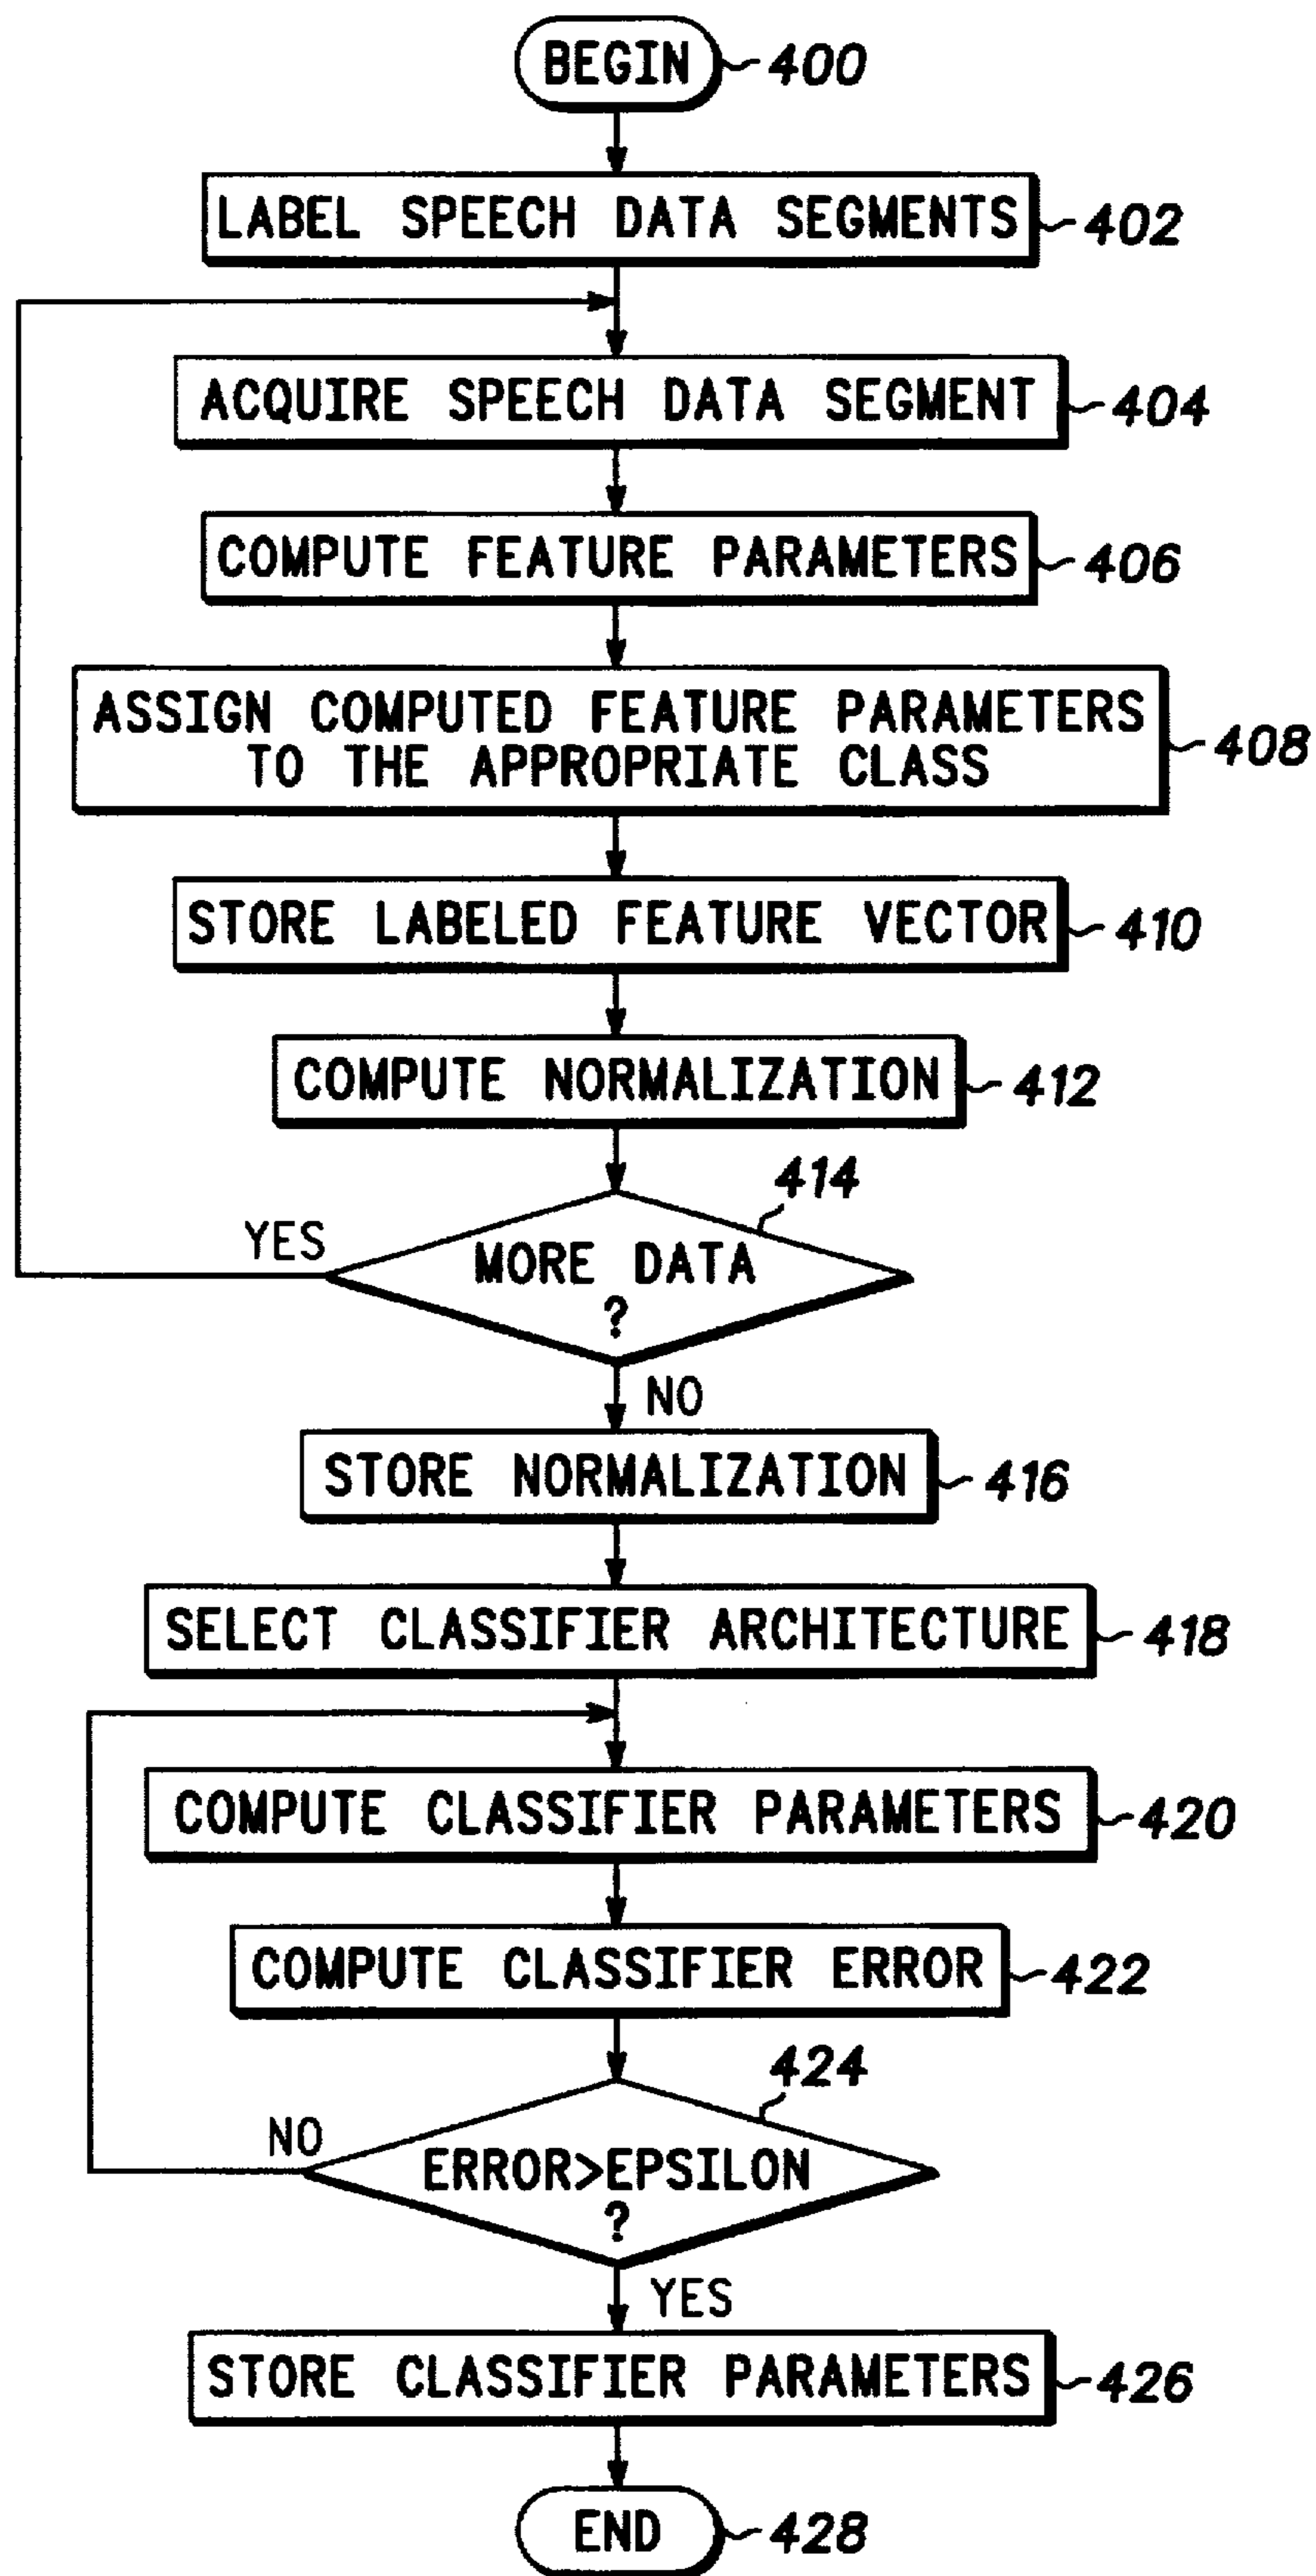 BEGIN 400
LABEL SPEECH DATA SEGMENTS 402
ACQUIRE SPEECH DATA SEGMENT 404
COMPUTE FEATURE PARAMETERS 406
ASSIGN COMPUTED FEATURE PARAMETERS
TO THE APPROPRIATE CLASS 408
STORE LABELED FEATURE VECTOR 410
COMPUTE NORMALIZATION 412
414
YES
MORE DATA
?
NO
STORE NORMALIZATION 416
SELECT CLASSIFIER ARCHITECTURE 418
COMPUTE CLASSIFIER PARAMETERS 420
COMPUTE CLASSIFIER ERROR 422
424
NO
ERROR>EPSILON
?
YES
STORE CLASSIFIER PARAMETERS 426
END 428